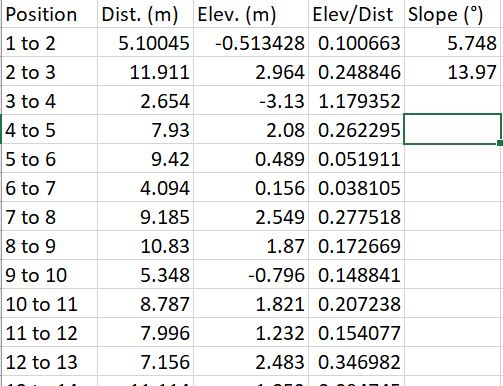 Position Dist. (m) Elev. (m) Elev/Dist Slope (°)
1 to 2 5.10045 -0.513428 0.100663 5.748
2 to 3 11.911 2.964 0.248846 13.97
3 to 4 2.654 -3.13 1.179352
4 to 5 7.93 2.08 0.262295
5 to 6 9.42 0.489 0.051911
6 to 7 4.094 0.156 0.038105
7 to 8 9.185 2.549 0.277518
8 to 9 10.83 1.87 0.172669
9 to 10 5.348 -0.796 0.148841
10 to 11 8.787 1.821 0.207238
11 to 12 7.996 1.232 0.154077
12 to 13 7.156 2.483 0.346982